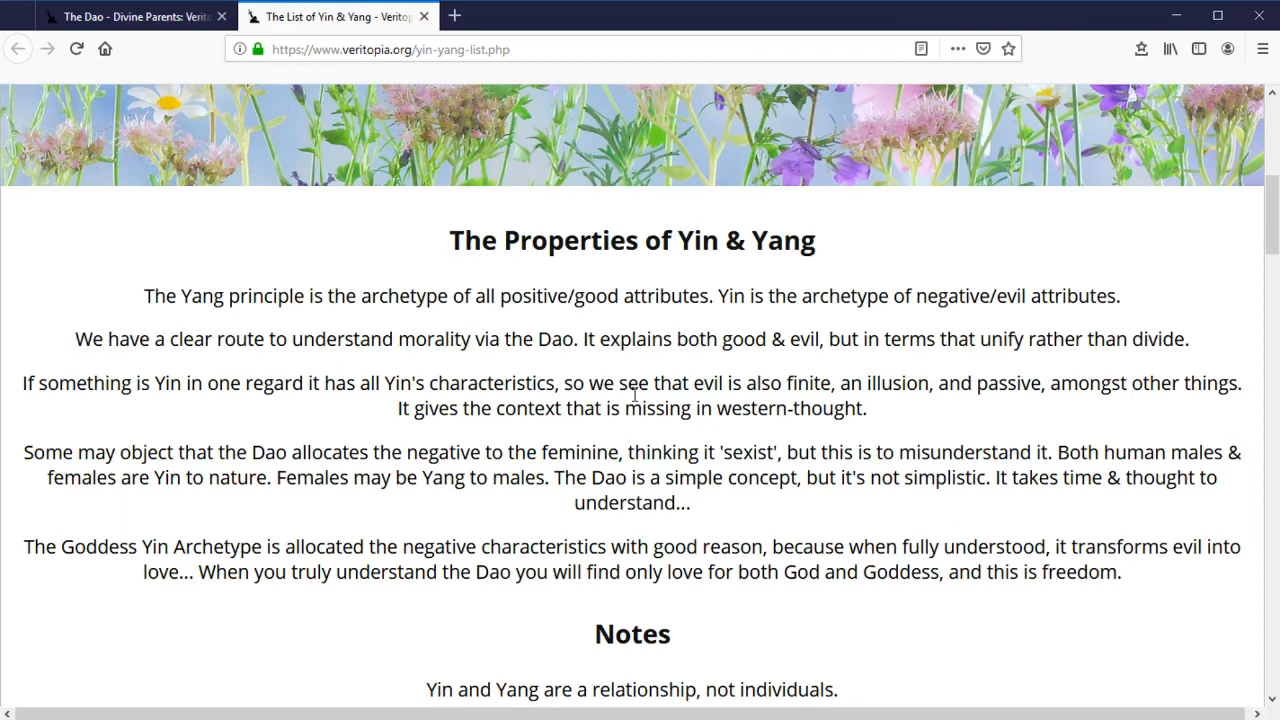 The Dao - Divine Parents: Verito
The List of Yin & Yang - Veritop
https://www.veritopia.org/yin-yang-list.php
The Properties of Yin & Yang
The Yang principle is the archetype of all positive/good attributes. Yin is the archetype of negative/evil attributes.
We have a clear route to understand morality via the Dao. It explains both good & evil, but in terms that unify rather than divide.
If something is Yin in one regard it has all Yin's characteristics, so we see that evil is also finite, an illusion, and passive, amongst other things.
It gives the context that is missing in western-thought.
Some may object that the Dao allocates the negative to the feminine, thinking it 'sexist', but this is to misunderstand it. Both human males &
females are Yin to nature. Females may be Yang to males. The Dao is a simple concept, but it's not simplistic. It takes time & thought to
understand...
The Goddess Yin Archetype is allocated the negative characteristics with good reason, because when fully understood, it transforms evil into
love... When you truly understand the Dao you will find only love for both God and Goddess, and this is freedom.
Notes
Yin and Yang are a relationship, not individuals.